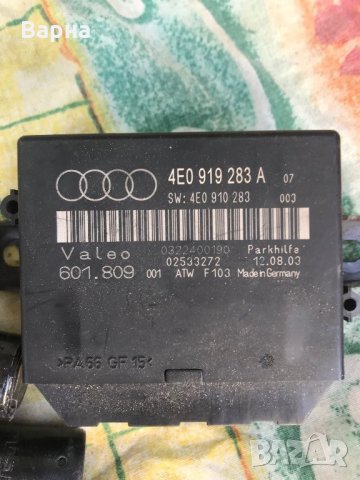 Варна
4E0 919 283 A 07
SW: 4E0 910 283 003
Valeo 0322400190 Parkhilfe
601.809 001 02533272 ATW F103 12.08.03 Made in Germany
>PA66 GF 15<
BAZAR